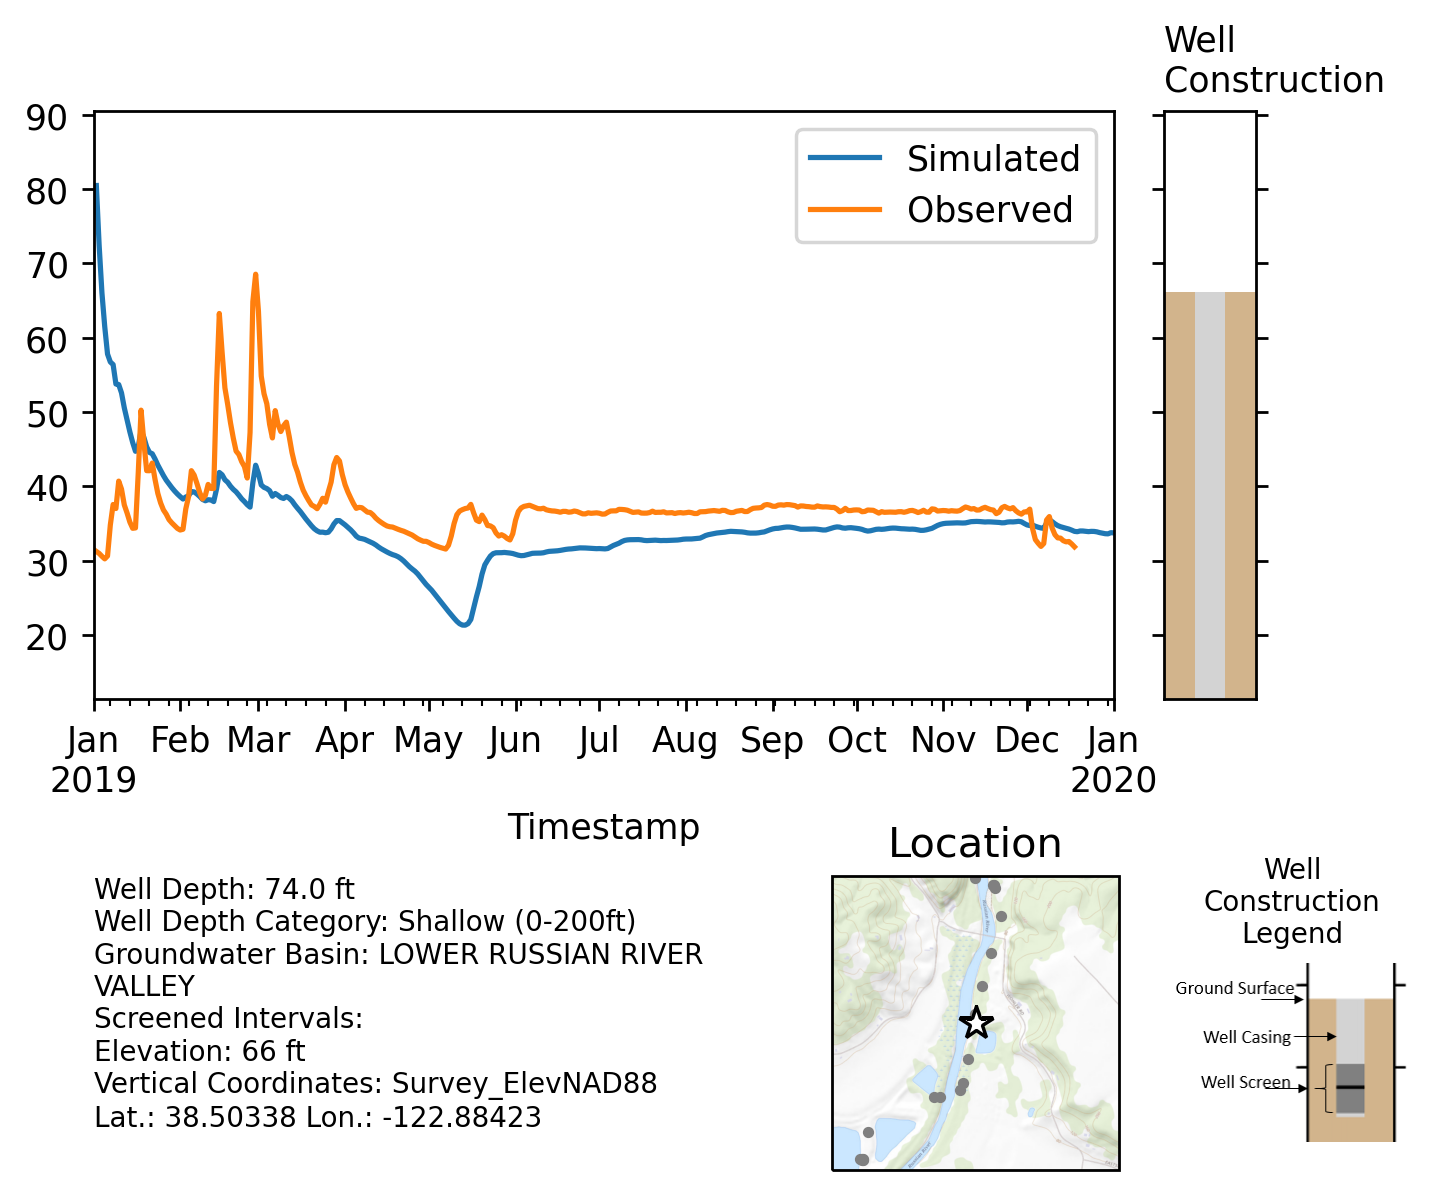 Well
Construction
90
80
70
60
50
40
30
20
Simulated
Observed
Jan Feb Mar Apr May Jun Jul Aug Sep Oct Nov Dec Jan
2019 2020
Timestamp
Well Depth: 74.0 ft
Well Depth Category: Shallow (0-200ft)
Groundwater Basin: LOWER RUSSIAN RIVER
VALLEY
Screened Intervals:
Elevation: 66 ft
Vertical Coordinates: Survey_ElevNAD88
Lat.: 38.50338 Lon.: -122.88423
Location
Well
Construction
Legend
Ground Surface
Well Casing
Well Screen